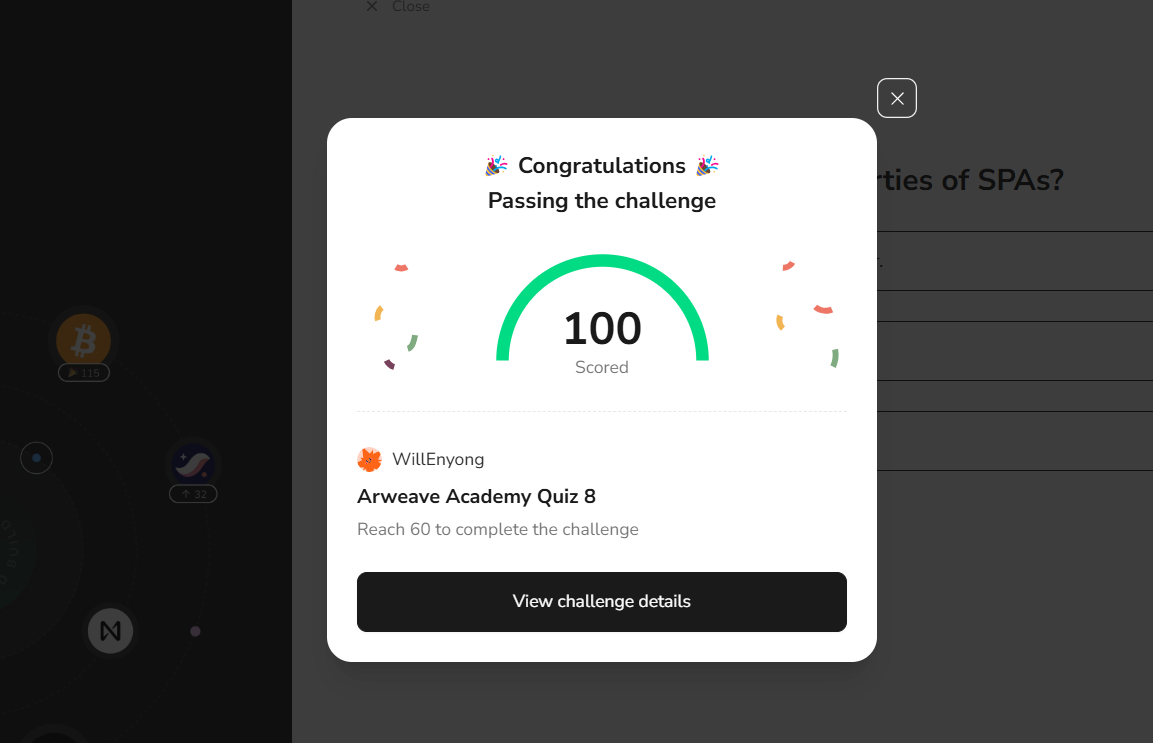 Close
Congratulations
Passing the challenge
rties of SPAs?
100
Scored
115
32
WillEnyong
Arweave Academy Quiz 8
Reach 60 to complete the challenge
View challenge details